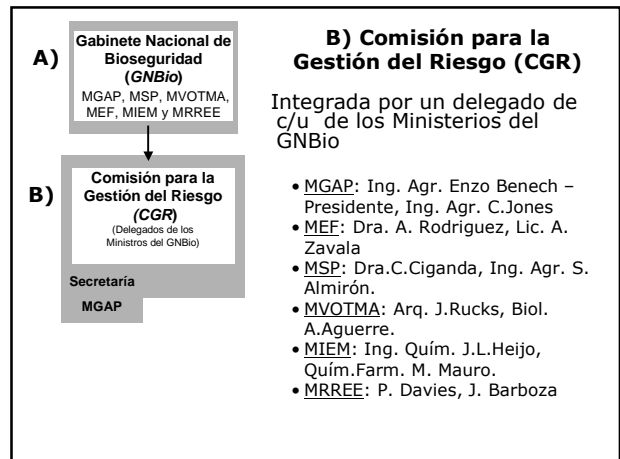 A)
Gabinete Nacional de
Bioseguridad
(GNBio)
MGAP, MSP, MVOTMA,
MEF, MIEM y MRREE
B)
Comisión para la
Gestión del Riesgo
(CGR)
(Delegados de los
Ministros del GNBio)
Secretaría
MGAP
B) Comisión para la
Gestión del Riesgo (CGR)
Integrada por un delegado de
c/u de los Ministerios del
GNBio
• MGAP: Ing. Agr. Enzo Benech –
Presidente, Ing. Agr. C.Jones
• MEF: Dra. A. Rodriguez, Lic. A.
Zavala
• MSP: Dra.C.Ciganda, Ing. Agr. S.
Almirón.
• MVOTMA: Arq. J.Rucks, Biol.
A.Aguerre.
• MIEM: Ing. Quím. J.L.Heijo,
Quím.Farm. M. Mauro.
• MRREE: P. Davies, J. Barboza